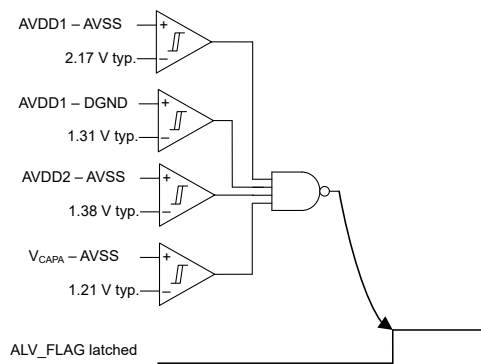 AVDD1 – AVSS
+
2.17 V typ.
–
AVDD1 – DGND
+
1.31 V typ.
–
AVDD2 – AVSS
+
1.38 V typ.
–
VCAPA – AVSS
+
1.21 V typ.
–
ALV_FLAG latched